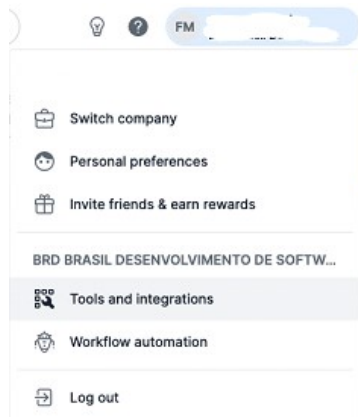 FM
Switch company
Personal preferences
Invite friends & earn rewards
BRD BRASIL DESENVOLVIMENTO DE SOFTW...
Tools and integrations
Workflow automation
Log out